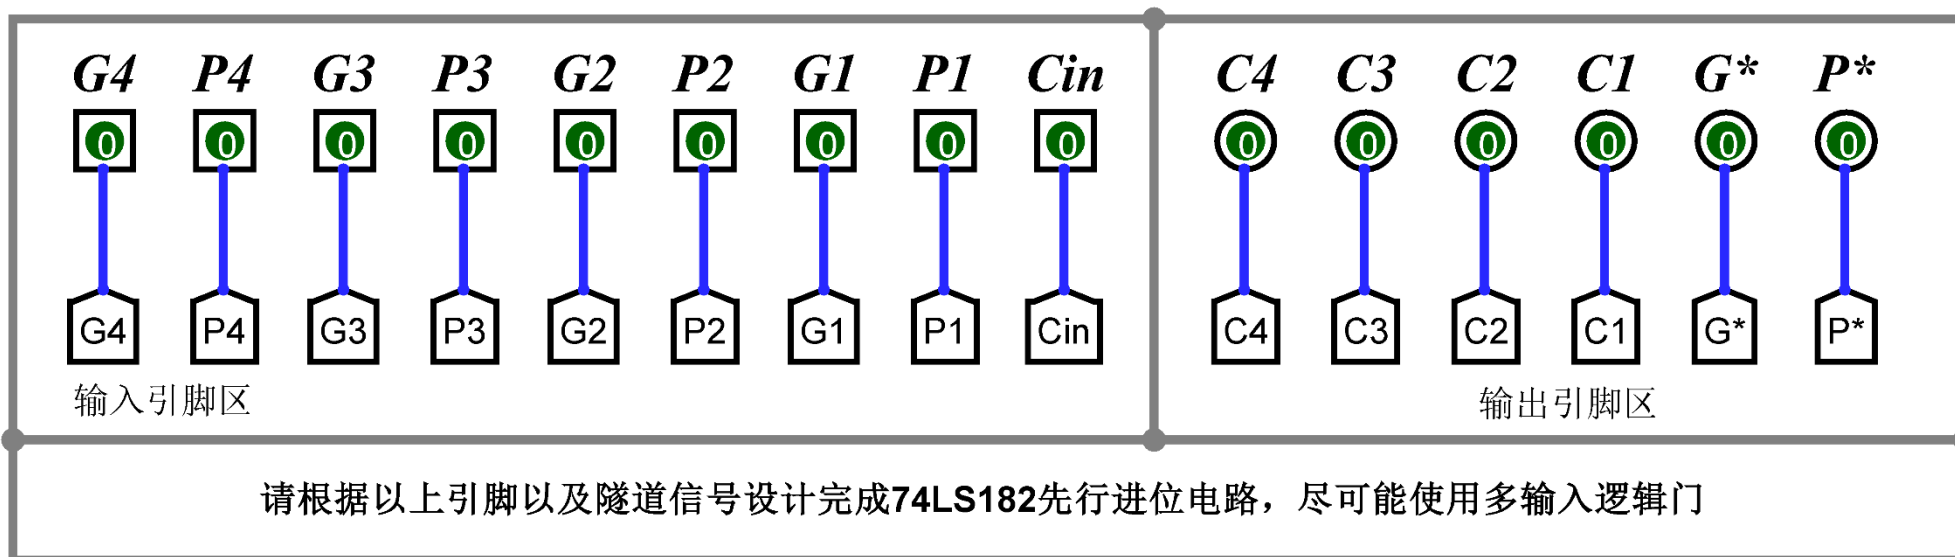 G4 P4 G3 P3 G2 P2 G1 P1 Cin C4 C3 C2 C1 G* P*
0 0 0 0 0 0 0 0 0 0 0 0 0 0 0
G4 P4 G3 P3 G2 P2 G1 P1 Cin C4 C3 C2 C1 G* P*
输入引脚区 输出引脚区
请根据以上引脚以及隧道信号设计完成74LS182先行进位电路，尽可能使用多输入逻辑门